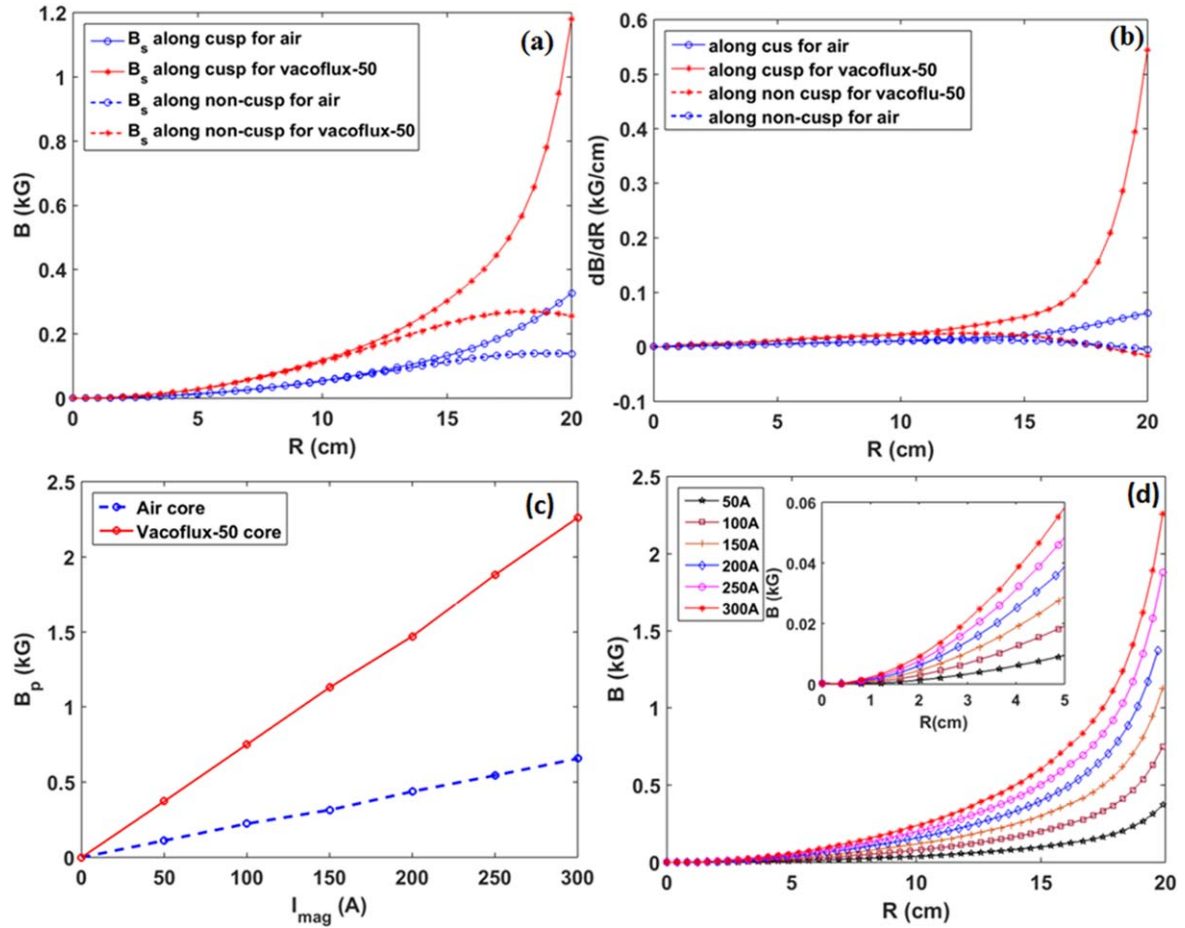 (a)
B_s along cusp for air
B_s along cusp for vacoflux-50
B_s along non-cusp for air
B_s along non-cusp for vacoflux-50
1.2
1
0.8
0.6
0.4
0.2
0
B (kG)
0 5 10 15 20
R (cm)
(b)
along cus for air
along cusp for vacoflux-50
along non cusp for vacoflu-50
along non-cusp for air
0.6
0.5
0.4
0.3
0.2
0.1
0
-0.1
dB/dR (kG/cm)
0 5 10 15 20
R (cm)
(c)
Air core
Vacoflux-50 core
2.5
2
1.5
1
0.5
0
B_p (kG)
0 50 100 150 200 250 300
I_mag (A)
(d)
50A
100A
150A
200A
250A
300A
2.5
2
1.5
1
0.5
0
B (kG)
0 5 10 15 20
R (cm)
0.06
0.04
0.02
0
B (kG)
0 1 2 3 4 5
R(cm)